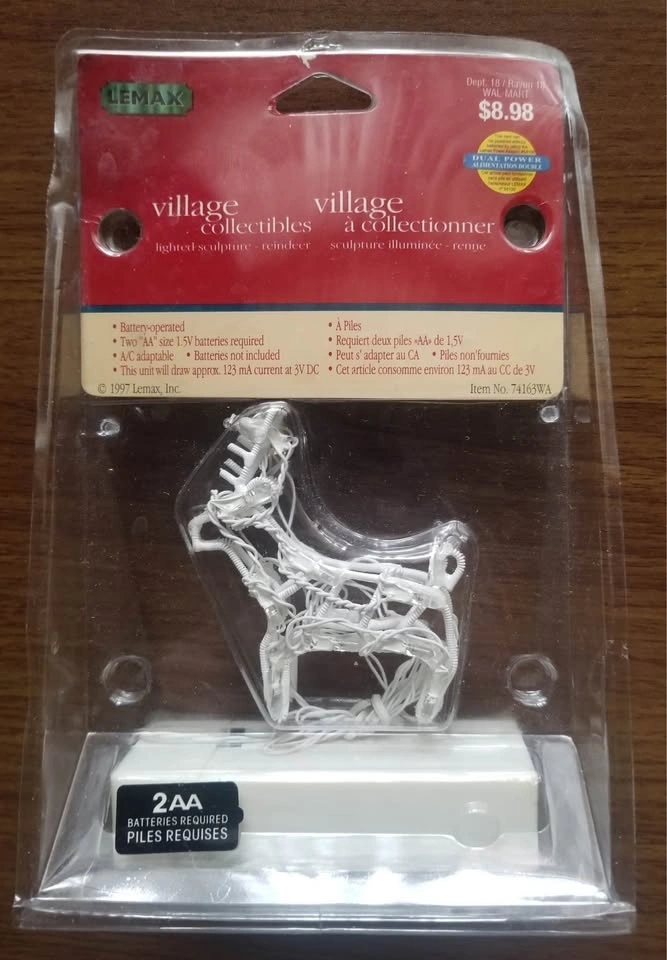 LEMAX
Dept. 18 / Rayon 18
WAL-MART
$8.98
DUAL POWER
ALIMENTATION DOUBLE
village
collectibles
lighted sculpture - reindeer
village
à collectionner
sculpture illuminée - renne
• Battery-operated
• Two "AA" size 1.5V batteries required
• A/C adaptable • Batteries not included
• This unit will draw approx. 123 mA current at 3V DC
• À Piles
• Requiert deux piles «AA» de 1,5V
• Peut s' adapter au CA • Piles non fournies
• Cet article consomme environ 123 mA au CC de 3V
© 1997 Lemax, Inc.
Item No. 74163WA
2AA
BATTERIES REQUIRED
PILES REQUISES